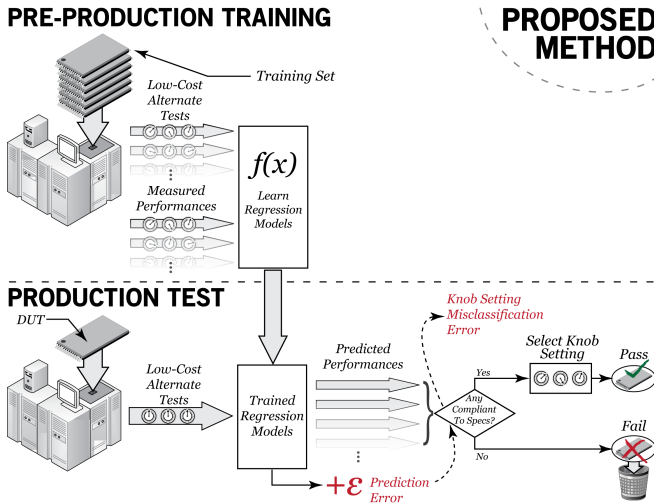 PRE-PRODUCTION TRAINING
PROPOSED
METHOD
Training Set
Low-Cost
Alternate
Tests
Measured
Performances
f(x)
Learn
Regression
Models
PRODUCTION TEST
DUT
Low-Cost
Alternate
Tests
Trained
Regression
Models
Predicted
Performances
+ε Prediction
Error
Knob Setting
Misclassification
Error
Any
Compliant
To Specs?
Yes
No
Select Knob
Setting
Pass
Fail